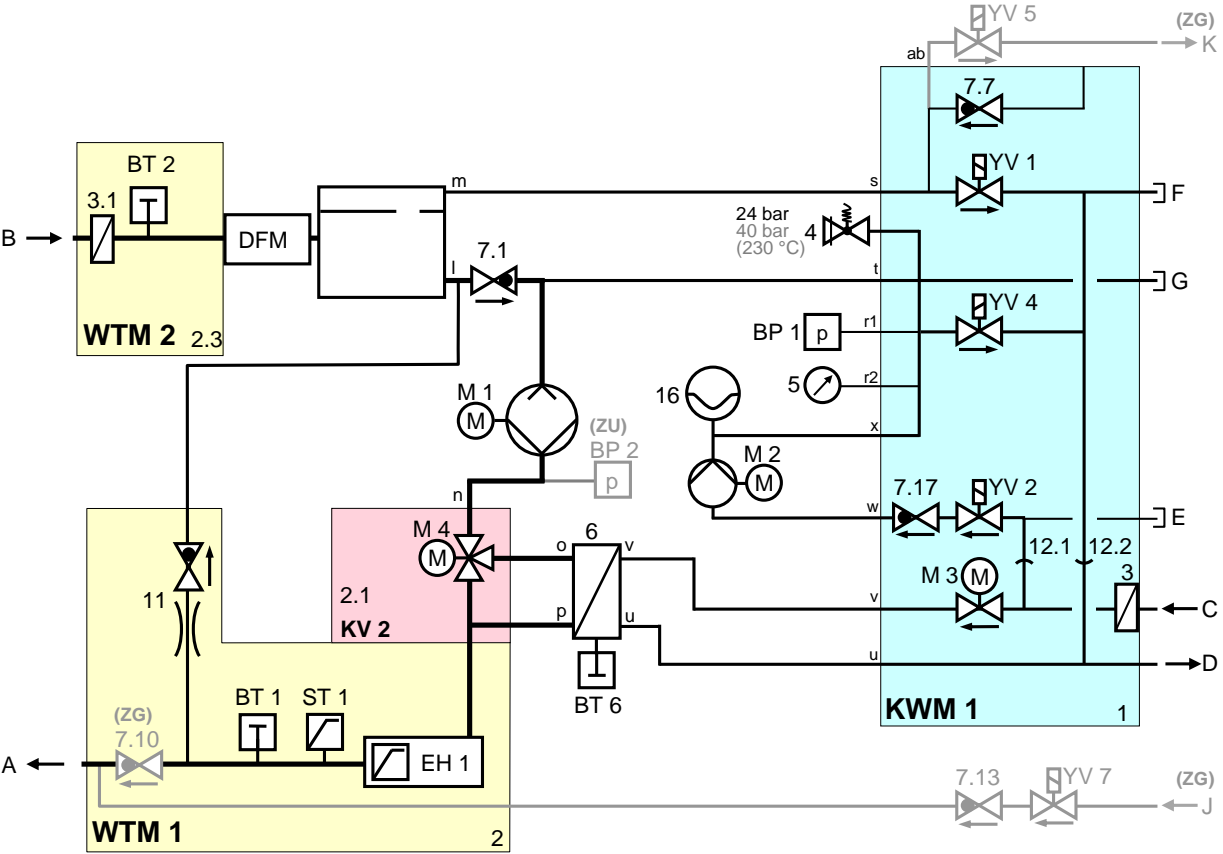 YV 5
(ZG)
K
ab
7.7
BT 2
3.1
m
s
YV 1
F
B
DFM
24 bar
40 bar
(230 °C)
4
7.1
l
t
G
WTM 2
2.3
BP 1
p
r1
YV 4
5
r2
M 1
M
16
x
(ZU)
BP 2
p
M 2
M
n
7.17
YV 2
w
E
M 4
M
o
6
v
12.1
12.2
2.1
KV 2
p
u
M 3
M
3
v
C
11
BT 6
u
D
KWM 1
1
BT 1
ST 1
(ZG)
7.10
A
EH 1
7.13
YV 7
(ZG)
J
WTM 1
2